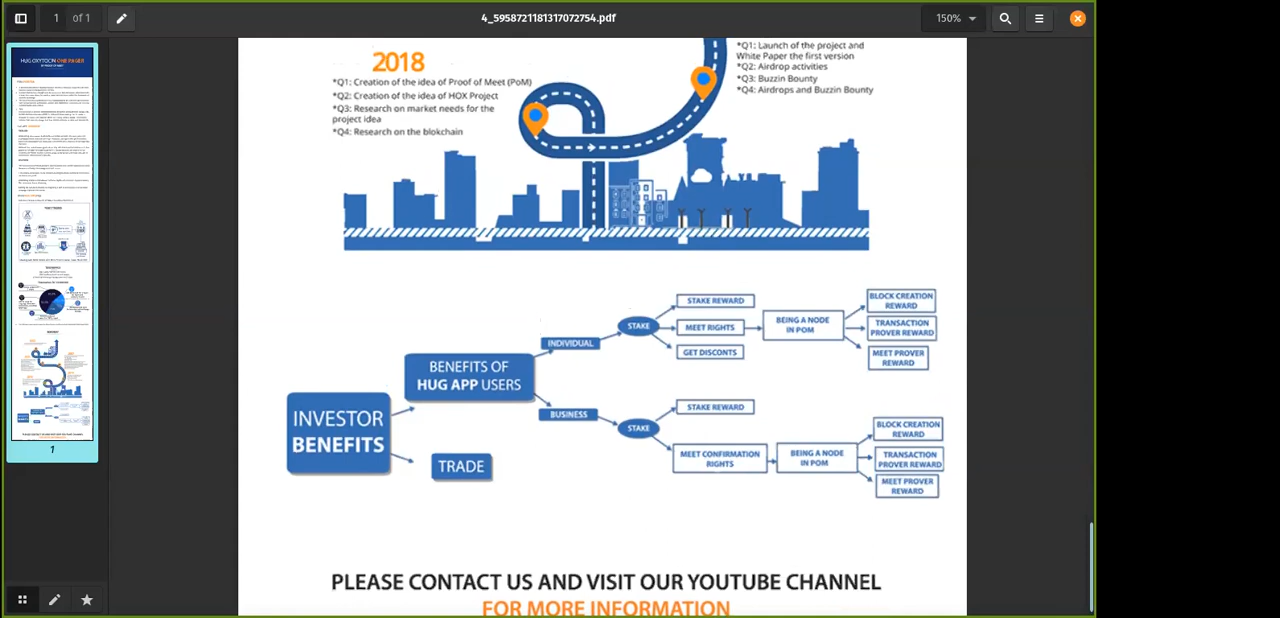 1 of 1
4_5958721181317072754.pdf
150%
HUG OXYTOCIN ONE PAGER
1
2018
*Q1: Creation of the idea of Proof of Meet (PoM)
*Q2: Creation of the idea of HOX Project
*Q3: Research on market needs for the
project idea
*Q4: Research on the blokchain
*Q1: Launch of the project and
White Paper the first version
*Q2: Airdrop activities
*Q3: Buzzin Bounty
*Q4: Airdrops and Buzzin Bounty
INVESTOR
BENEFITS
BENEFITS OF
HUG APP USERS
TRADE
INDIVIDUAL
STAKE
STAKE REWARD
MEET RIGHTS
GET DISCONTS
BEING A NODE
IN POM
BLOCK CREATION
REWARD
TRANSACTION
PROVER REWARD
MEET PROVER
REWARD
BUSINESS
STAKE
STAKE REWARD
MEET CONFIRMATION
RIGHTS
BEING A NODE
IN POM
BLOCK CREATION
REWARD
TRANSACTION
PROVER REWARD
MEET PROVER
REWARD
PLEASE CONTACT US AND VISIT OUR YOUTUBE CHANNEL
FOR MORE INFORMATION